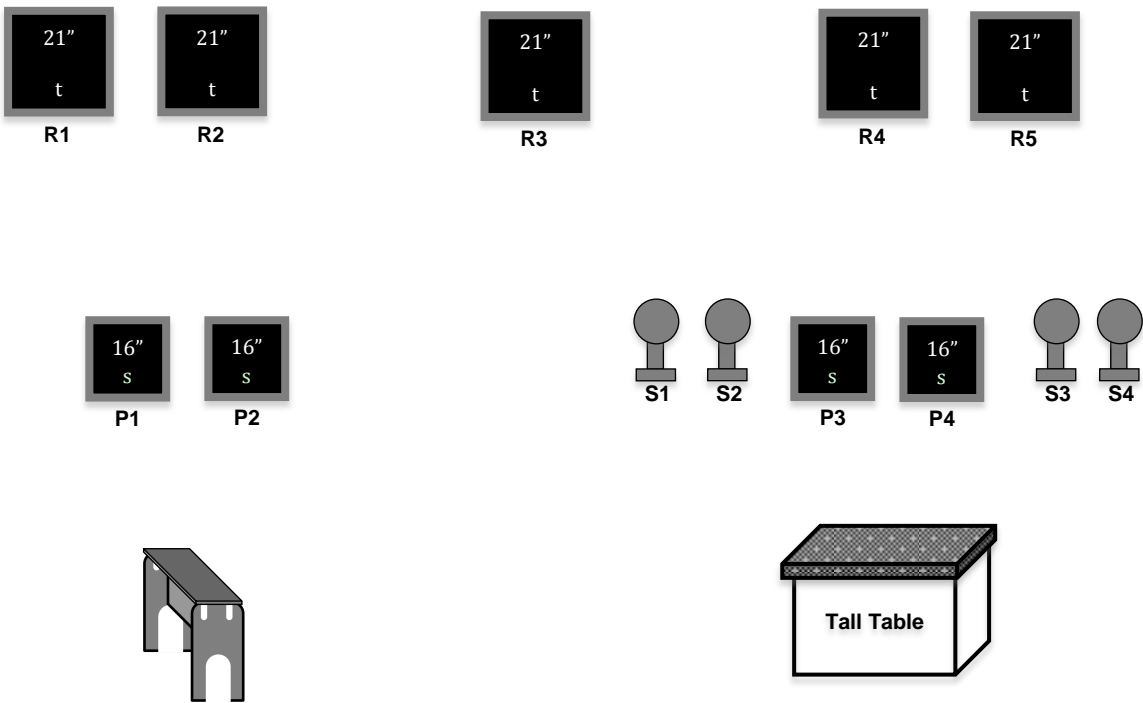 21”
t
R1
21”
t
R2
21”
t
R3
21”
t
R4
21”
t
R5
16”
s
P1
16”
s
P2
S1
S2
16”
s
P3
16”
s
P4
S3
S4
Tall Table